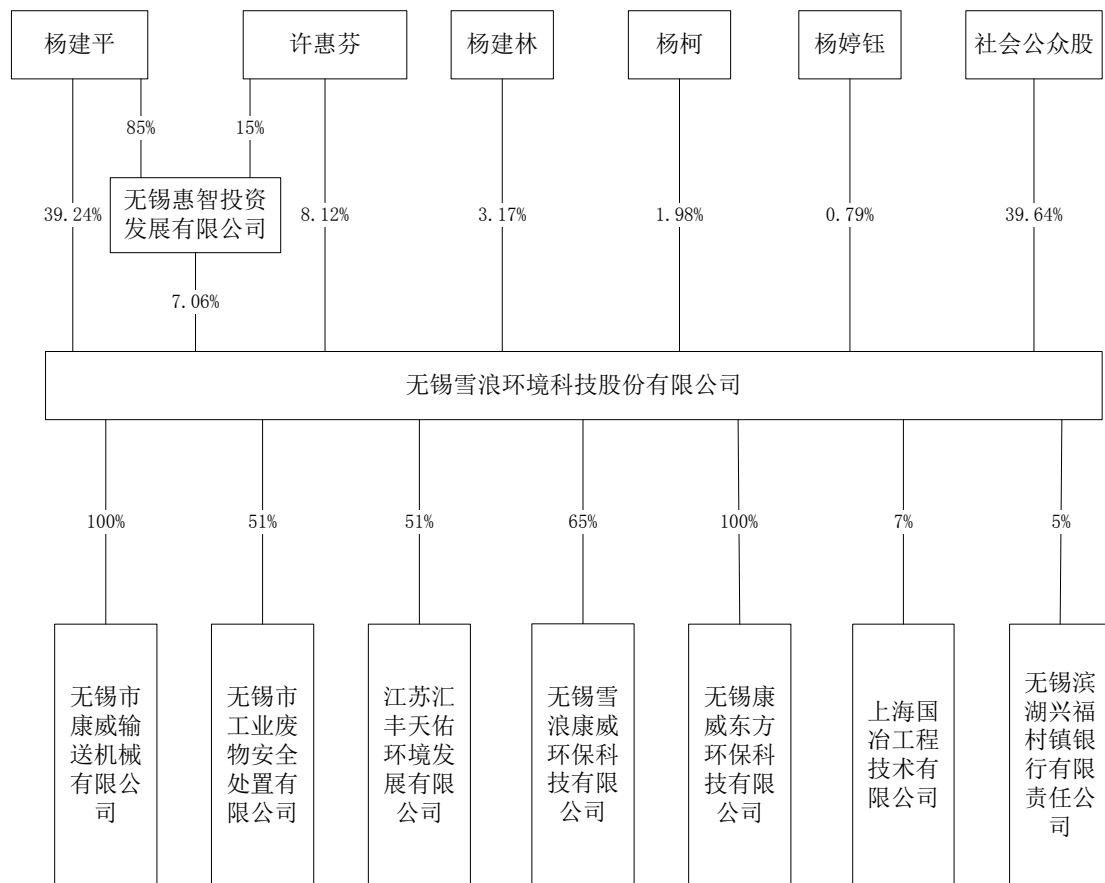 杨建平
许惠芬
杨建林
杨柯
杨婷钰
社会公众股
85%
15%
无锡惠智投资
发展有限公司
39.24%
8.12%
3.17%
1.98%
0.79%
39.64%
7.06%
无锡雪浪环境科技股份有限公司
100%
51%
51%
65%
100%
7%
5%
无锡市
康威输
送机械
有限公
司
无锡市
工业废
物安全
处置有
限公司
江苏汇
丰天佑
环境发
展有限
公司
无锡雪
浪康威
环保科
技有限
公司
无锡康
威东方
环保科
技有限
公司
上海国
冶工程
技术有
限公司
无锡滨
湖兴福
村镇银
行有限
责任公
司